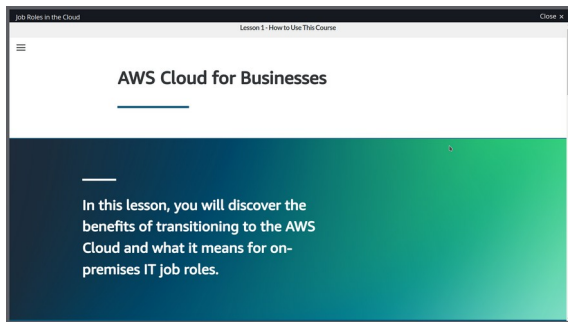 Job Roles in the Cloud
Close ×
Lesson 1 - How to Use This Course
AWS Cloud for Businesses
In this lesson, you will discover the
benefits of transitioning to the AWS
Cloud and what it means for on-
premises IT job roles.